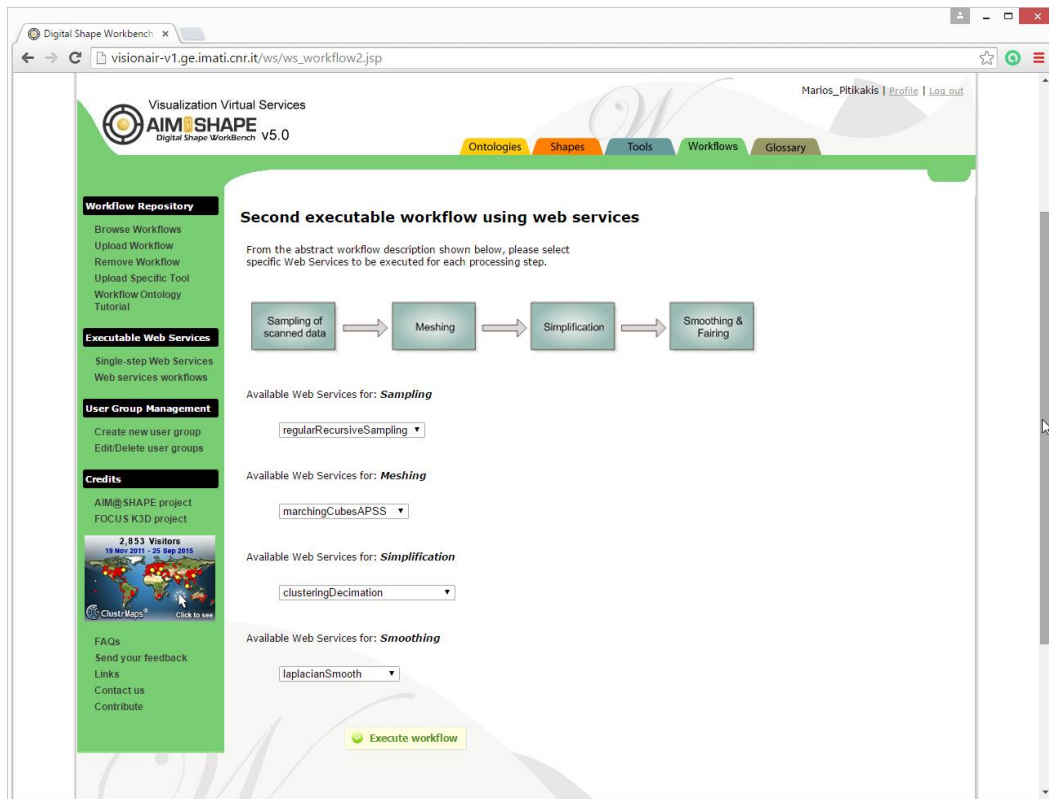 Digital Shape Workbench
visionair-v1.ge.imati.cnr.it/ws/ws_workflow2.jsp
Visualization Virtual Services
AIM@SHAPE v5.0
Digital Shape WorkBench
Marios_Pitikakis | Profile | Log out
Ontologies Shapes Tools Workflows Glossary
Workflow Repository
Browse Workflows
Upload Workflow
Remove Workflow
Upload Specific Tool
Workflow Ontology
Tutorial
Executable Web Services
Single-step Web Services
Web services workflows
User Group Management
Create new user group
Edit/Delete user groups
Credits
AIM@SHAPE project
FOCUS K3D project
2,853 Visitors
19 Nov 2011 - 25 Sep 2015
ClustrMaps® Click to see
FAQs
Send your feedback
Links
Contact us
Contribute
Second executable workflow using web services
From the abstract workflow description shown below, please select
specific Web Services to be executed for each processing step.
Sampling of
scanned data
Meshing
Simplification
Smoothing &
Fairing
Available Web Services for: Sampling
regularRecursiveSampling
Available Web Services for: Meshing
marchingCubesAPSS
Available Web Services for: Simplification
clusteringDecimation
Available Web Services for: Smoothing
laplacianSmooth
Execute workflow